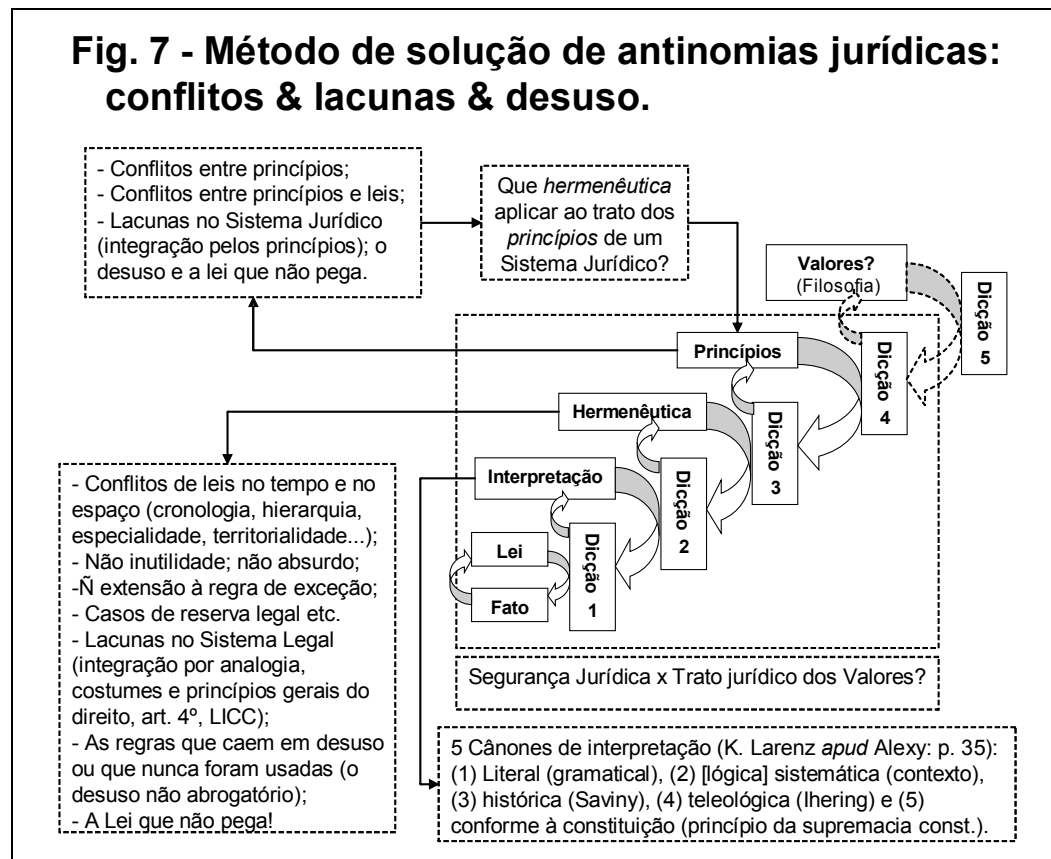 Fig. 7 - Método de solução de antinomias jurídicas:
conflitos & lacunas & desuso.
- Conflitos entre princípios;
- Conflitos entre princípios e leis;
- Lacunas no Sistema Jurídico
(integração pelos princípios); o
desuso e a lei que não pega.
Que hermenêutica
aplicar ao trato dos
princípios de um
Sistema Jurídico?
Valores?
(Filosofia)
Dicção 5
Princípios
Dicção 4
Hermenêutica
Dicção 3
Interpretação
Dicção 2
Lei
Fato
Dicção 1
- Conflitos de leis no tempo e no
espaço (cronologia, hierarquia,
especialidade, territorialidade...);
- Não inutilidade; não absurdo;
-Ñ extensão à regra de exceção;
- Casos de reserva legal etc.
- Lacunas no Sistema Legal
(integração por analogia,
costumes e princípios gerais do
direito, art. 4º, LICC);
- As regras que caem em desuso
ou que nunca foram usadas (o
desuso não abrogatório);
- A Lei que não pega!
Segurança Jurídica x Trato jurídico dos Valores?
5 Cânones de interpretação (K. Larenz apud Alexy: p. 35):
(1) Literal (gramatical), (2) [lógica] sistemática (contexto),
(3) histórica (Saviny), (4) teleológica (Ihering) e (5)
conforme à constituição (princípio da supremacia const.).